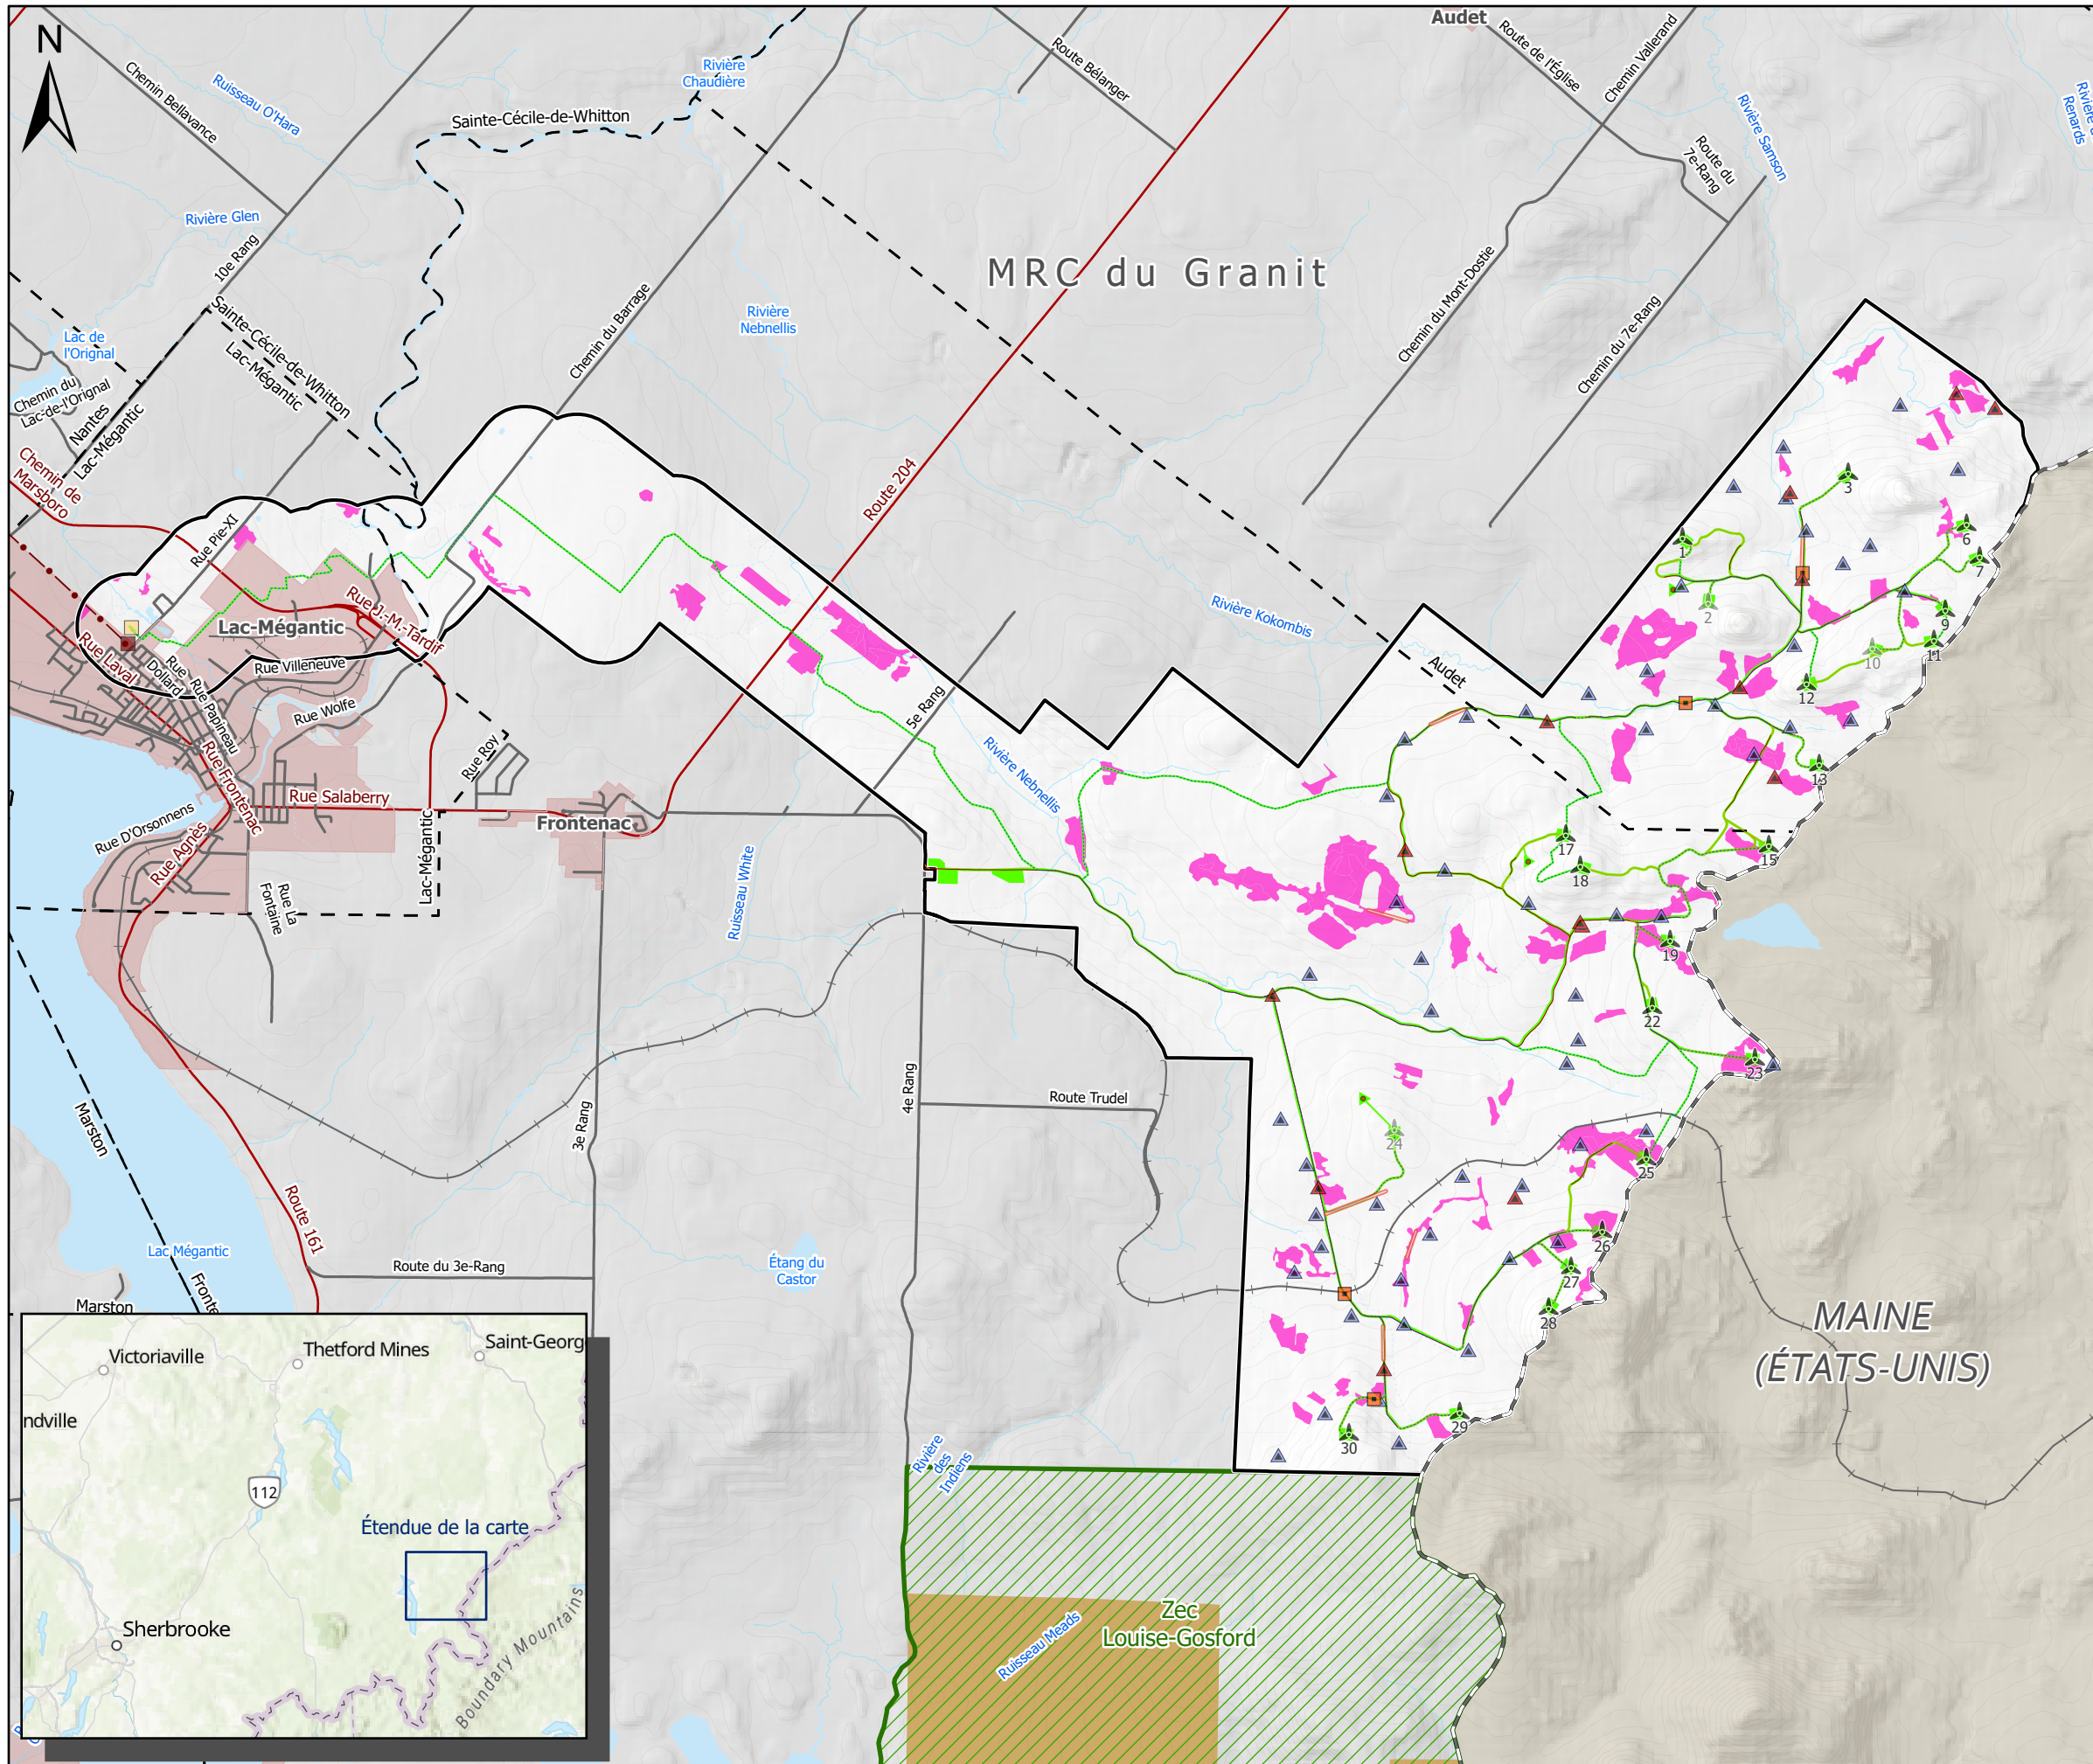 N
Audet
Route de l'Église
Chemin Vallerand
Route Bélanger
Rivière
Chaudière
Chemin Bellavance
Ruisseau O'Hara
Sainte-Cécile-de-Whitton
Rivière Samson
Route du
7e-Rang
Rivière Glen
10e Rang
MRC du Granit
Chemin du Mont-Dostie
Chemin du 7e-Rang
Rivière
Nebnellis
Chemin du Barrage
Lac de
l'Orignal
Chemin du
Lac-de-l'Orignal
Sainte-Cécile-de-Whitton
Lac-Mégantic
Nantes
Lac-Mégantic
Chemin de
Marsboro
Rue Pie-XI
Route 204
3
1
6
7
2
9
10
11
12
13
Rivière Kokombis
Audet
Rue J.-M.-Tardif
Lac-Mégantic
Rue Laval
Rue
Dollard
Rue Papineau
Rue Villeneuve
Rue Wolfe
Rue Frontenac
Rue Roy
5e Rang
Rivière Nebnellis
Rue Salaberry
Frontenac
Rue D'Orsonnens
Rue Agnès
Lac-Mégantic
Rue La
Fontaine
Ruisseau White
17
18
15
19
22
23
24
25
26
27
28
29
30
4e Rang
3e Rang
Route Trudel
Marston
Route 161
Lac Mégantic
Route du 3e-Rang
Étang du
Castor
Marston
Fronte
MAINE
(ÉTATS-UNIS)
Rivière
des
Indiens
Zec
Louise-Gosford
Ruisseau Meads
Victoriaville
Thetford Mines
Saint-Georg
ndville
112
Étendue de la carte
Sherbrooke
Boundary Mountains